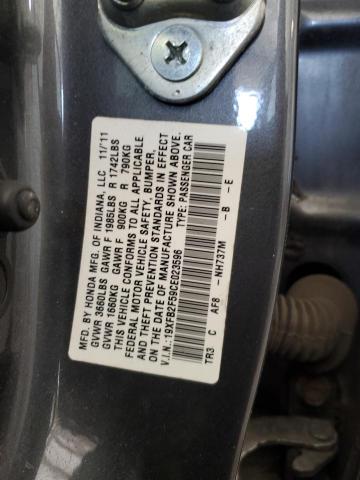 MFD. BY HONDA MFG. OF INDIANA, LLC 11/11
GVWR 3660LBS GAWR F 1985LBS R 1742LBS
GVWR 1660KG GAWR F 900KG R 790KG
THIS VEHICLE CONFORMS TO ALL APPLICABLE
FEDERAL MOTOR VEHICLE SAFETY, BUMPER,
AND THEFT PREVENTION STANDARDS IN EFFECT
ON THE DATE OF MANUFACTURE SHOWN ABOVE.
V.I.N.: 19XFB2F59CE023596 TYPE: PASSENGER CAR
TR3 C AF8 -NH737M -B -E